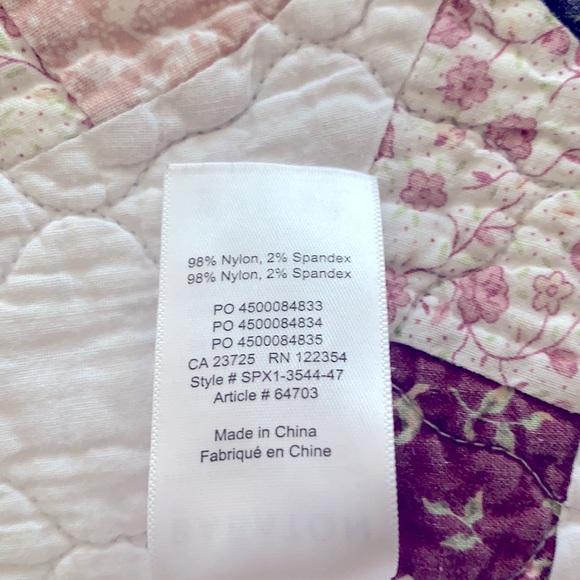 98% Nylon, 2% Spandex
98% Nylon, 2% Spandex
PO 4500084833
PO 4500084834
PO 4500084835
CA 23725 RN 122354
Style # SPX1-3544-47
Article # 64703
Made in China
Fabriqué en Chine